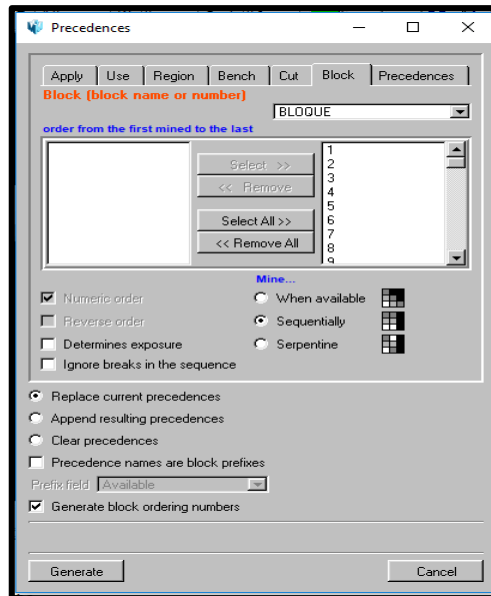 Precedences
Apply Use Region Bench Cut Block Precedences
Block (block name or number)
BLOQUE
order from the first mined to the last
1
2
3
4
5
6
7
8
9
Select >>
<< Remove
Select All >>
<< Remove All
Mine...
Numeric order
When available
Reverse order
Sequentially
Determines exposure
Serpentine
Ignore breaks in the sequence
Replace current precedences
Append resulting precedences
Clear precedences
Precedence names are block prefixes
Prefix field Available
Generate block ordering numbers
Generate
Cancel